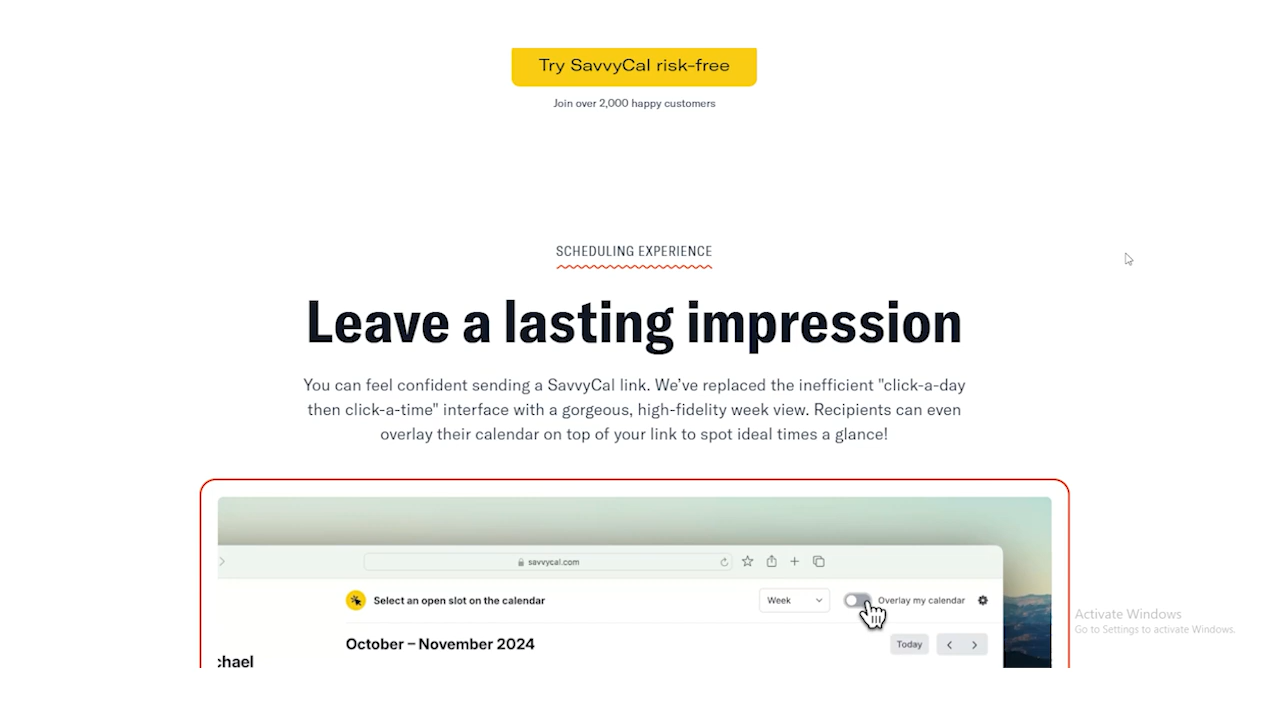 Try SavvyCal risk-free
Join over 2,000 happy customers
SCHEDULING EXPERIENCE
Leave a lasting impression
You can feel confident sending a SavvyCal link. We've replaced the inefficient "click-a-day
then click-a-time" interface with a gorgeous, high-fidelity week view. Recipients can even
overlay their calendar on top of your link to spot ideal times a glance!
savvycal.com
Select an open slot on the calendar
Week
Overlay my calendar
October – November 2024
Today
chael
Activate Windows
Go to Settings to activate Windows.